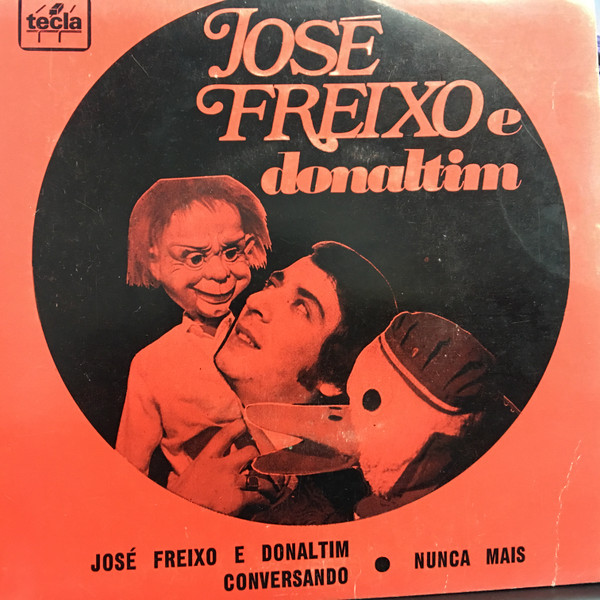 tecla
JOSÉ
FREIXO e
donaltim
JOSÉ FREIXO E DONALTIM ● NUNCA MAIS
CONVERSANDO